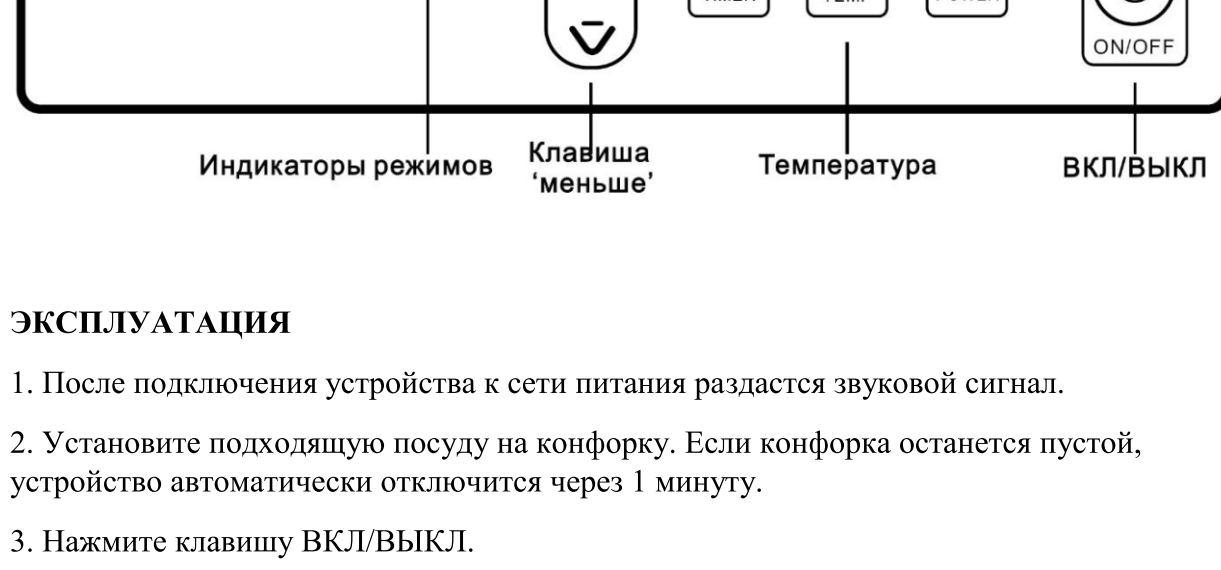 ON/OFF
Индикаторы режимов
Клавиша
‘меньше’
Температура
ВКЛ/ВЫКЛ
ЭКСПЛУАТАЦИЯ
1. После подключения устройства к сети питания раздастся звуковой сигнал.
2. Установите подходящую посуду на конфорку. Если конфорка останется пустой,
устройство автоматически отключится через 1 минуту.
3. Нажмите клавишу ВКЛ/ВЫКЛ.